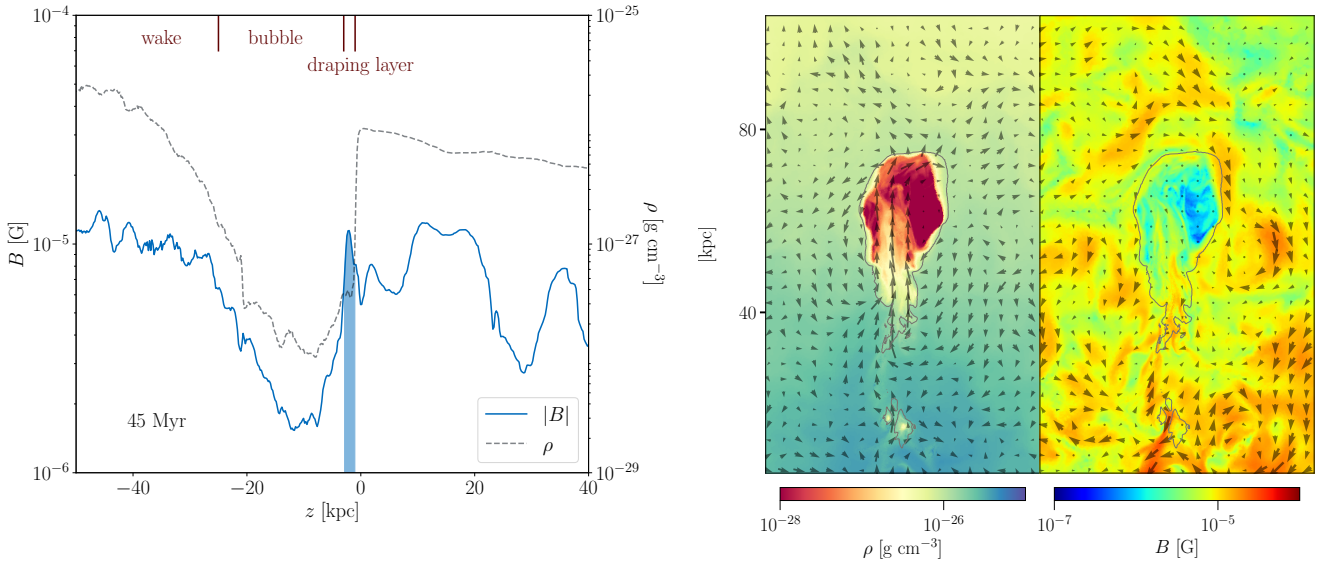 10⁻⁴
10⁻⁵
10⁻⁶
B [G]
wake
bubble
draping layer
45 Myr
|B|
ρ
−40
−20
0
20
40
z [kpc]
10⁻²⁵
10⁻²⁷
10⁻²⁹
ρ [g cm⁻³]
80
40
[kpc]
10⁻²⁸
10⁻²⁶
ρ [g cm⁻³]
10⁻⁷
10⁻⁵
B [G]